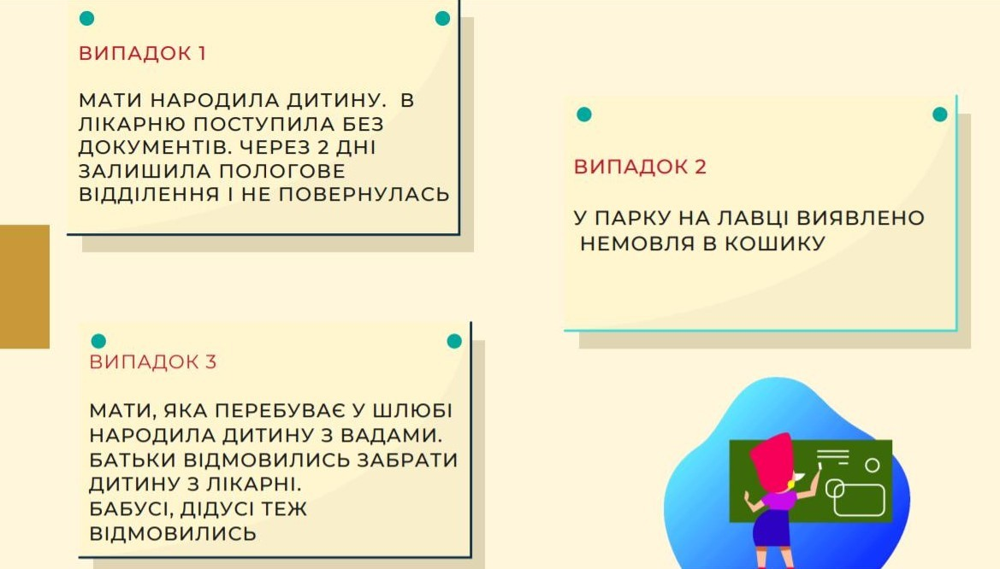 ВИПАДОК 1
МАТИ НАРОДИЛА ДИТИНУ. В
ЛІКАРНЮ ПОСТУПИЛА БЕЗ
ДОКУМЕНТІВ. ЧЕРЕЗ 2 ДНІ
ЗАЛИШИЛА ПОЛОГОВЕ
ВІДДІЛЕННЯ І НЕ ПОВЕРНУЛАСЬ
ВИПАДОК 2
У ПАРКУ НА ЛАВЦІ ВИЯВЛЕНО
НЕМОВЛЯ В КОШИКУ
ВИПАДОК 3
МАТИ, ЯКА ПЕРЕБУВАЄ У ШЛЮБІ
НАРОДИЛА ДИТИНУ З ВАДАМИ.
БАТЬКИ ВІДМОВИЛИСЬ ЗАБРАТИ
ДИТИНУ З ЛІКАРНІ.
БАБУСІ, ДІДУСІ ТЕЖ
ВІДМОВИЛИСЬ